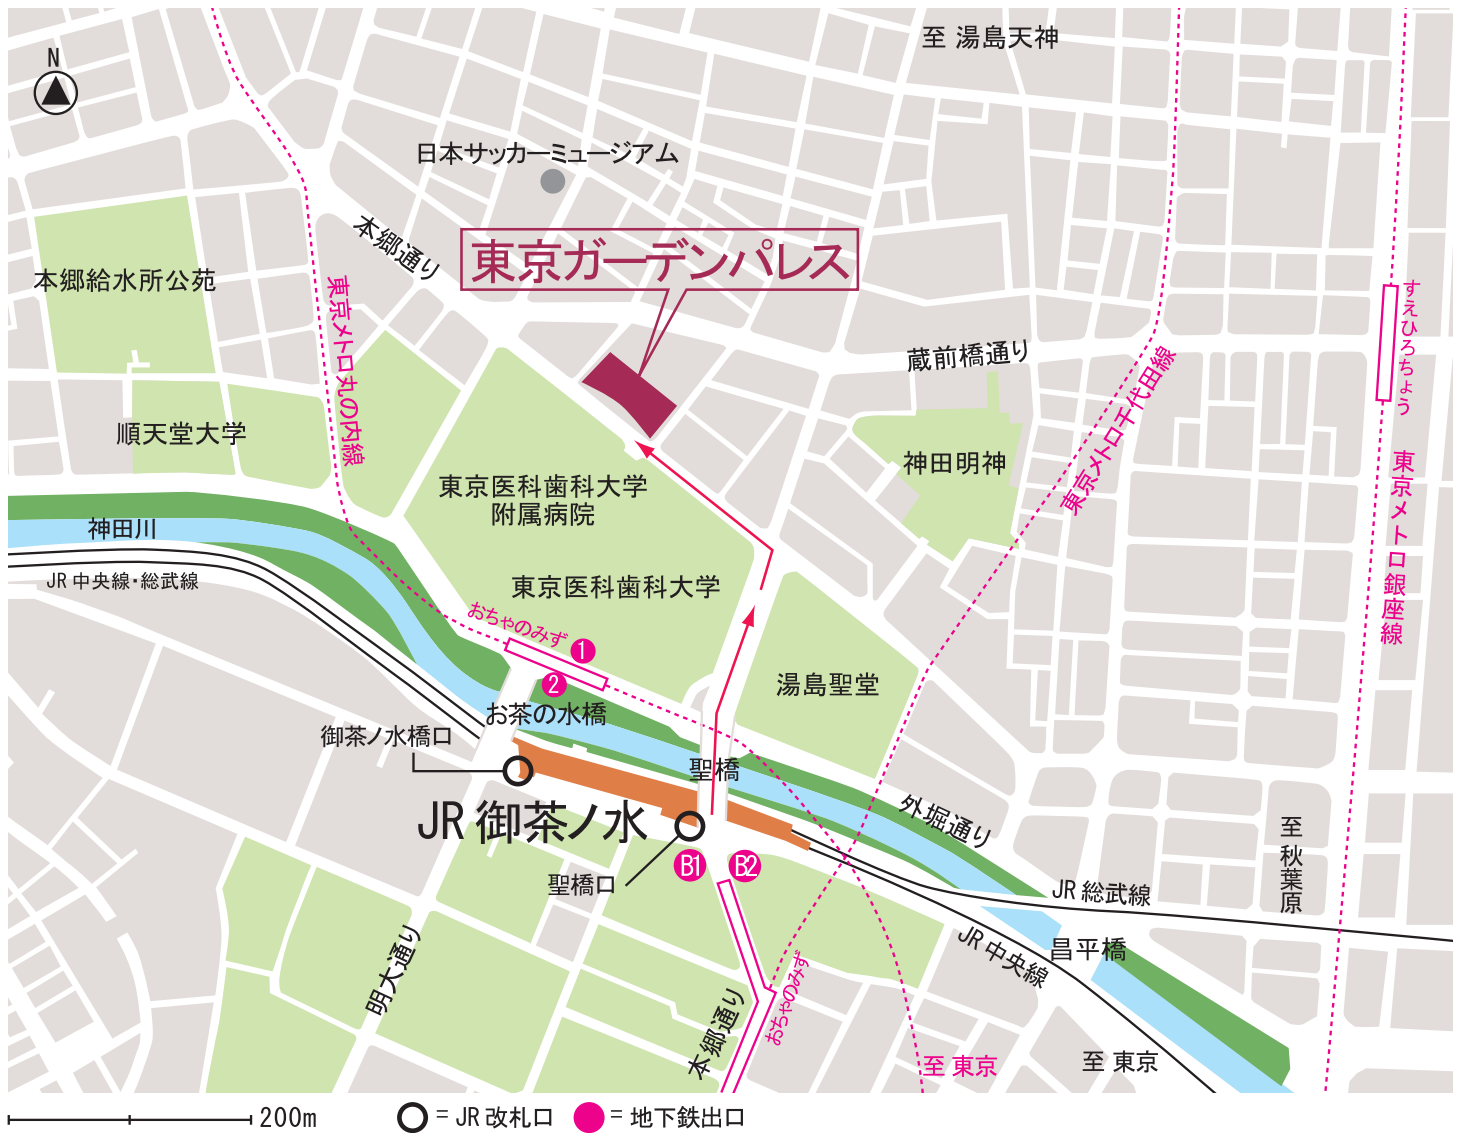 至 湯島天神
N
日本サッカーミュージアム
本郷通り
東京ガーデンパレス
本郷給水所公苑
東京メトロ丸の内線
すえひろちょう
蔵前橋通り
東京メトロ千代田線
順天堂大学
神田明神
東京メトロ銀座線
東京医科歯科大学
附属病院
神田川
JR 中央線・総武線
東京医科歯科大学
おちゃのみず
1
2
湯島聖堂
お茶の水橋
御茶ノ水橋口
聖橋
JR 御茶ノ水
外堀通り
至 秋葉原
B1
B2
聖橋口
JR 総武線
JR 中央線
昌平橋
明大通り
本郷通り
おちゃのみず
至 東京
至 東京
200m
= JR 改札口
= 地下鉄出口